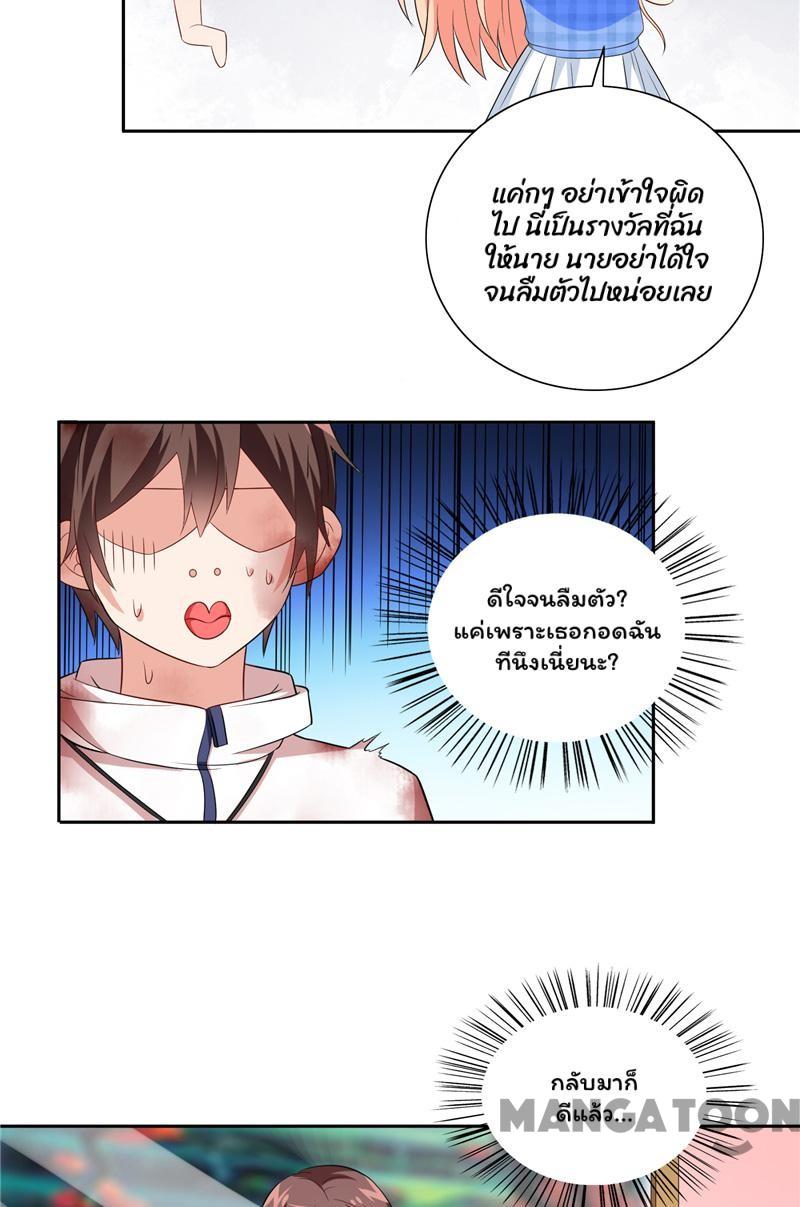 แค่กๆ อย่าเข้าใจผิด
ไป นี่เป็นรางวัลที่ฉัน
ให้นาย นายอย่าได้ใจ
จนลืมตัวไปหน่อยเลย
ดีใจจนลืมตัว?
แค่เพราะเธอกอดฉัน
ทีนึงเนี่ยนะ?
กลับมาก็
ดีแล้ว...
MANGATOON